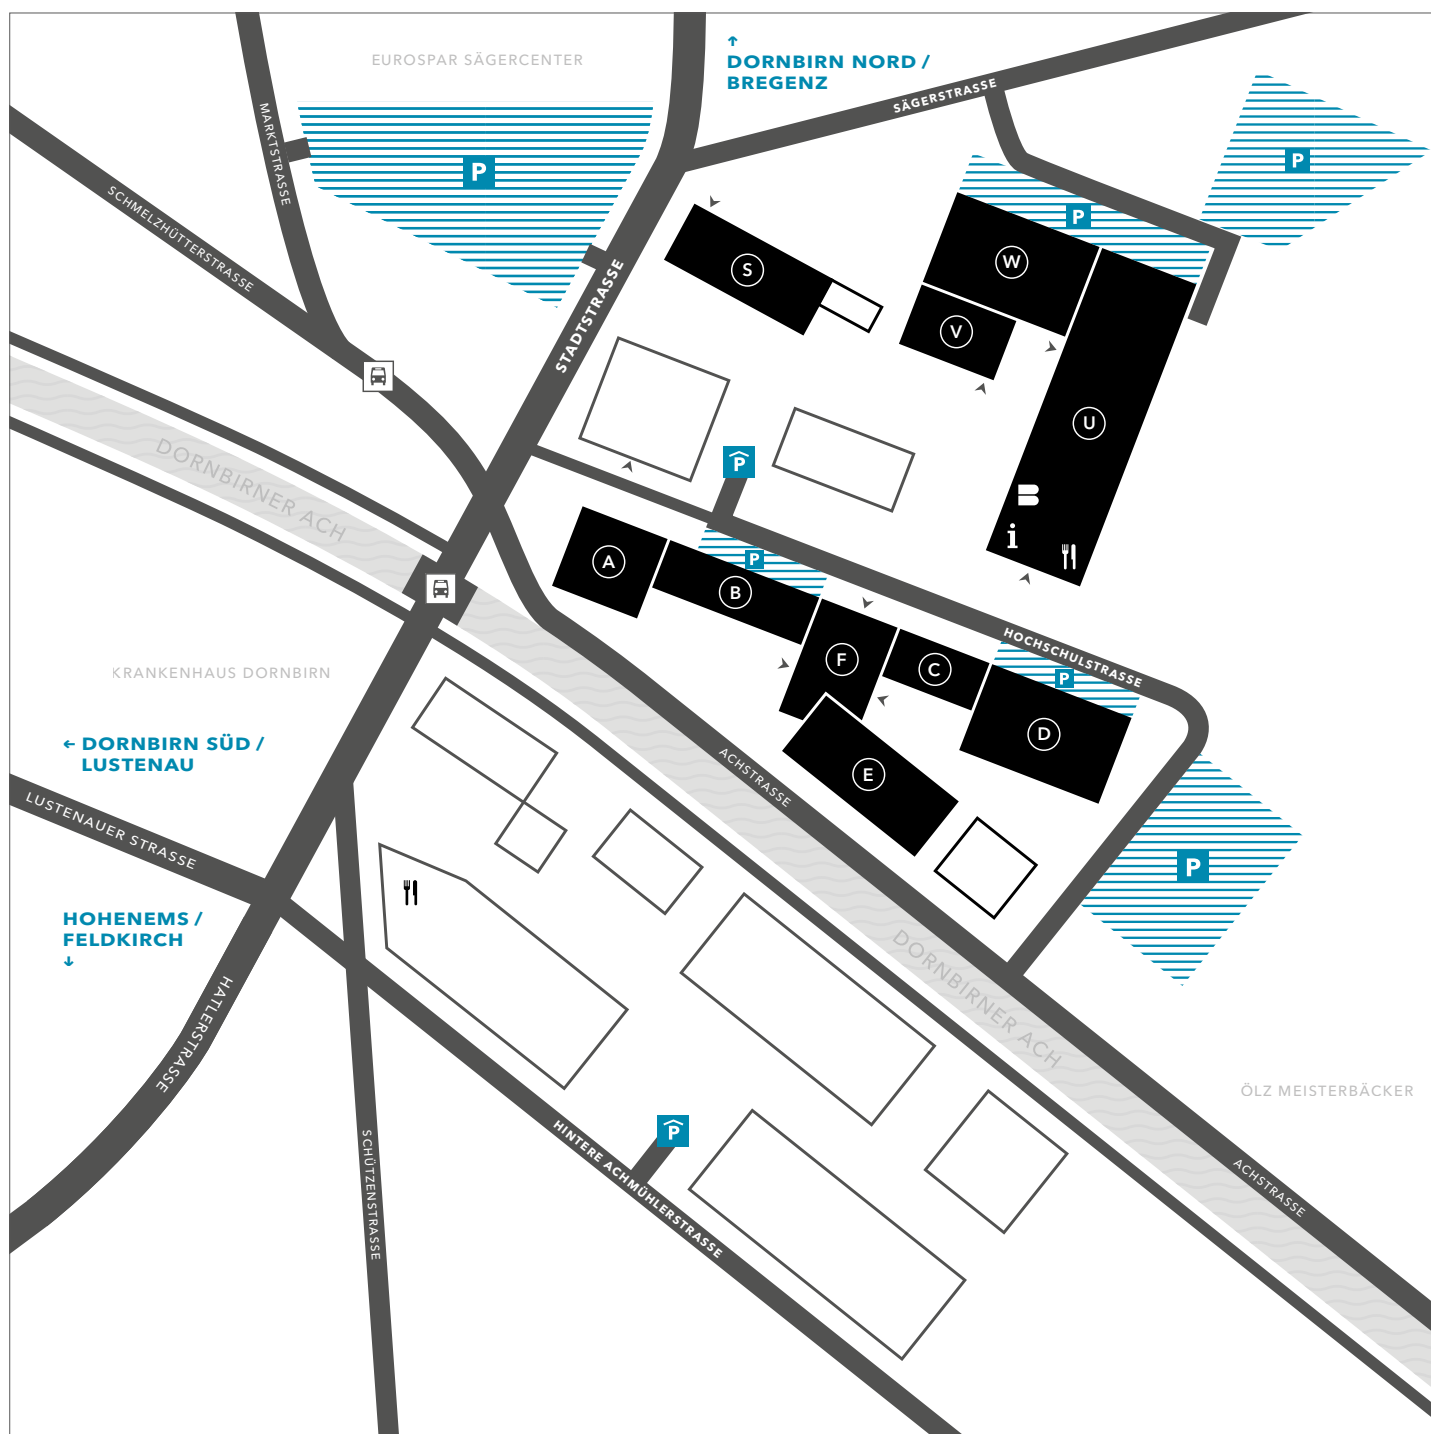 ↑
DORNBIRN NORD /
BREGENZ
EUROSPAR SÄGERCENTER
SÄGERSTRASSE
MARKTSTRASSE
P
P
SCHMELZHÜTTERSTRASSE
P
S
W
V
STADTSTRASSE
U
P
DORNBIRNER ACH
i
A
P
B
HOCHSCHULSTRASSE
F
C
P
D
E
KRANKENHAUS DORNBIRN
← DORNBIRN SÜD /
LUSTENAU
ACHSTRASSE
LUSTENAUER STRASSE
P
HOHENEMS /
FELDKIRCH
↓
DORNBIRNER ACH
HATLERSTRASSE
ÖLZ MEISTERBÄCKER
P
SCHÜTZENSTRASSE
HINTERE ACHMÜHLERSTRASSE
ACHSTRASSE